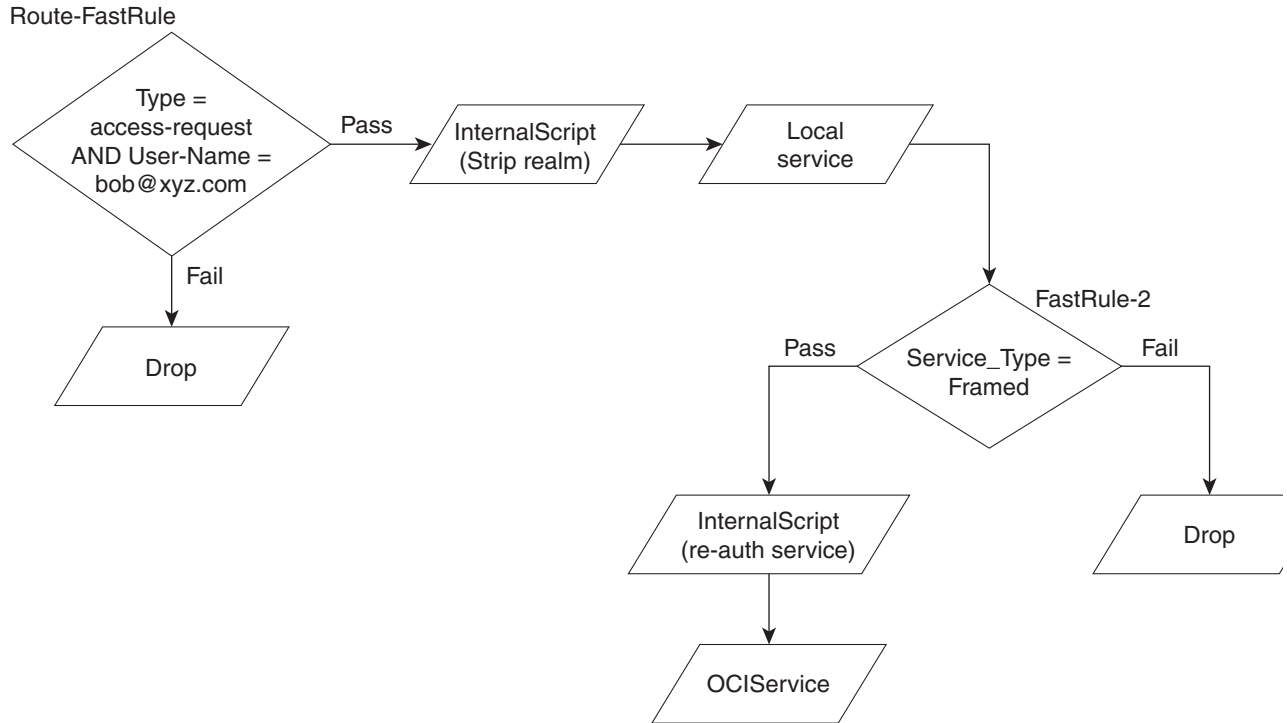 Route-FastRule
Type =
access-request
AND User-Name =
bob@xyz.com
Pass
InternalScript
(Strip realm)
Local
service
Fail
Drop
FastRule-2
Pass
Service_Type =
Framed
Fail
InternalScript
(re-auth service)
Drop
OCIService